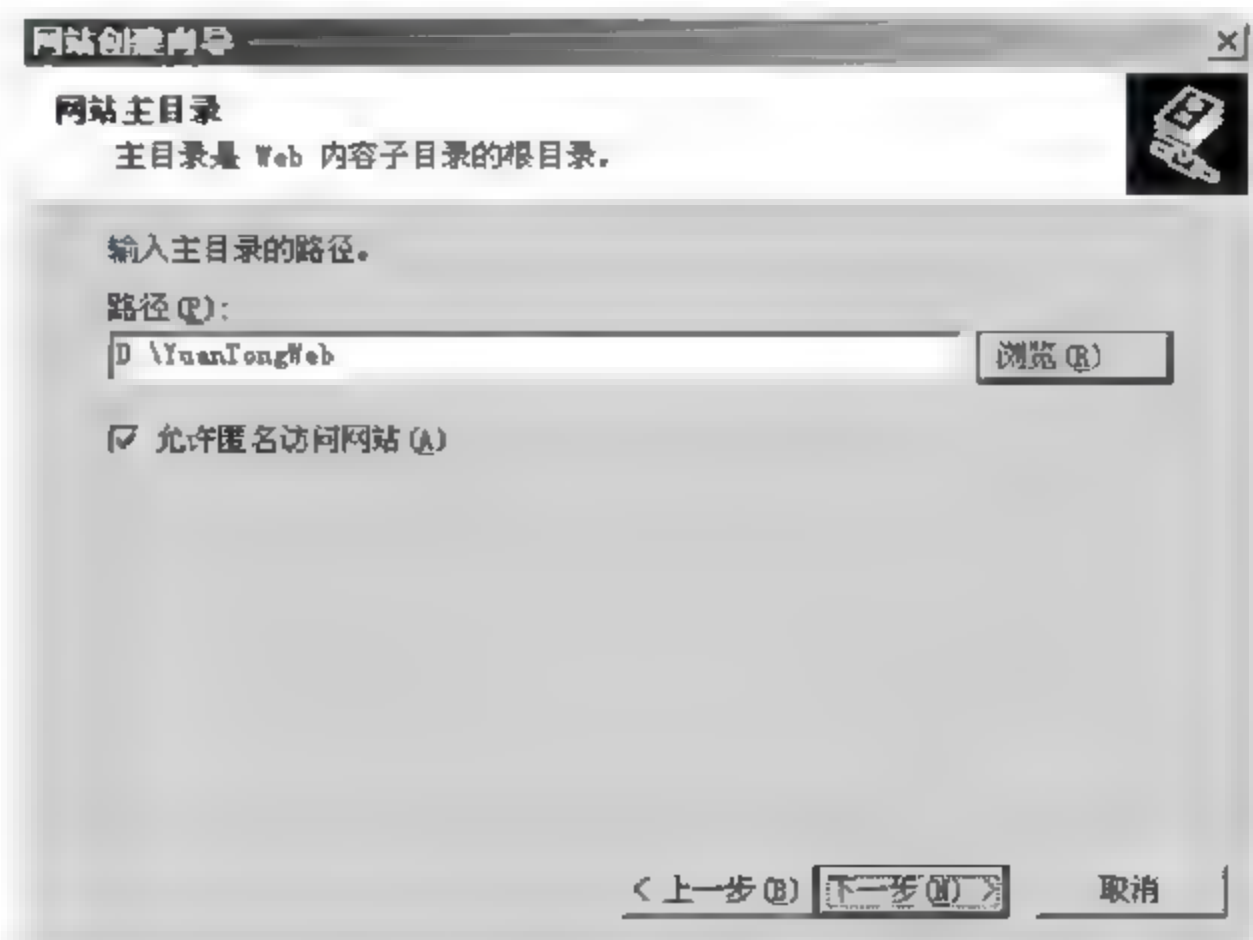 网站创建向导
网站主目录
主目录是 Web 内容子目录的根目录。
输入主目录的路径。
路径(P):
D \YuanTongWeb
浏览(R)
允许匿名访问网站(A)
< 上一步(B) 下一步(N) > 取消